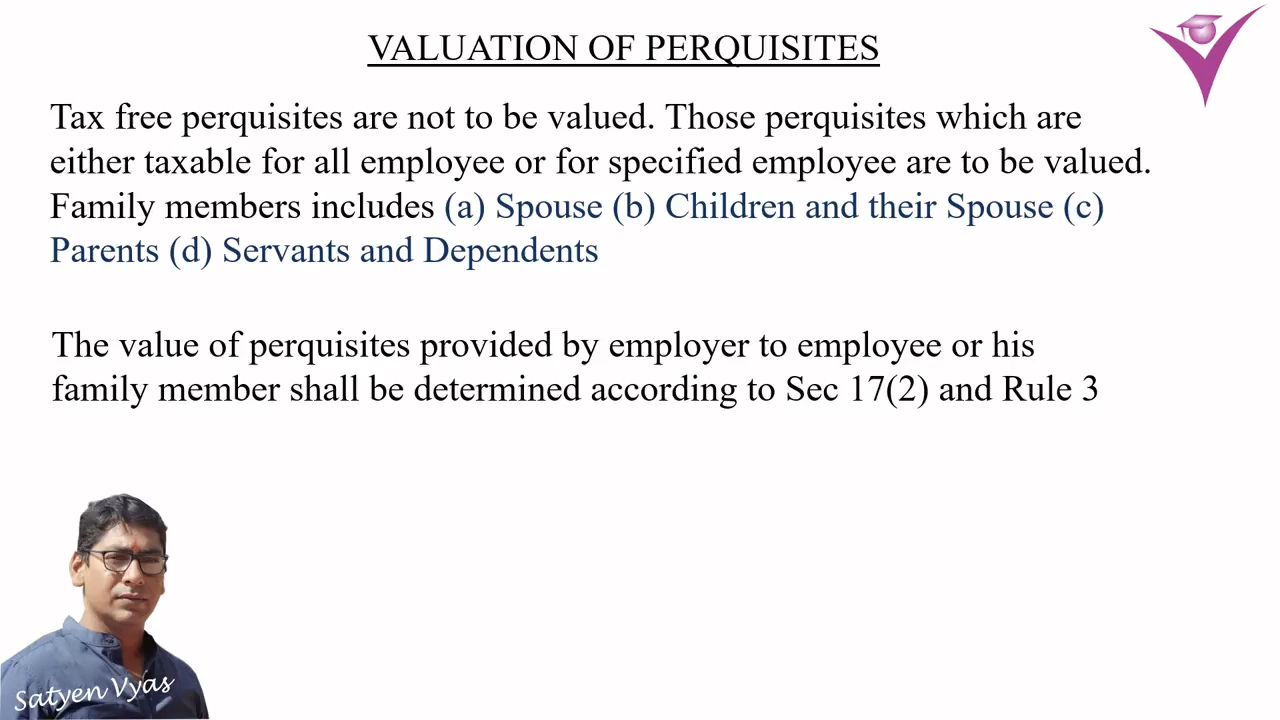 VALUATION OF PERQUISITES
Tax free perquisites are not to be valued. Those perquisites which are
either taxable for all employee or for specified employee are to be valued.
Family members includes (a) Spouse (b) Children and their Spouse (c)
Parents (d) Servants and Dependents
The value of perquisites provided by employer to employee or his
family member shall be determined according to Sec 17(2) and Rule 3
Satyen Vyas